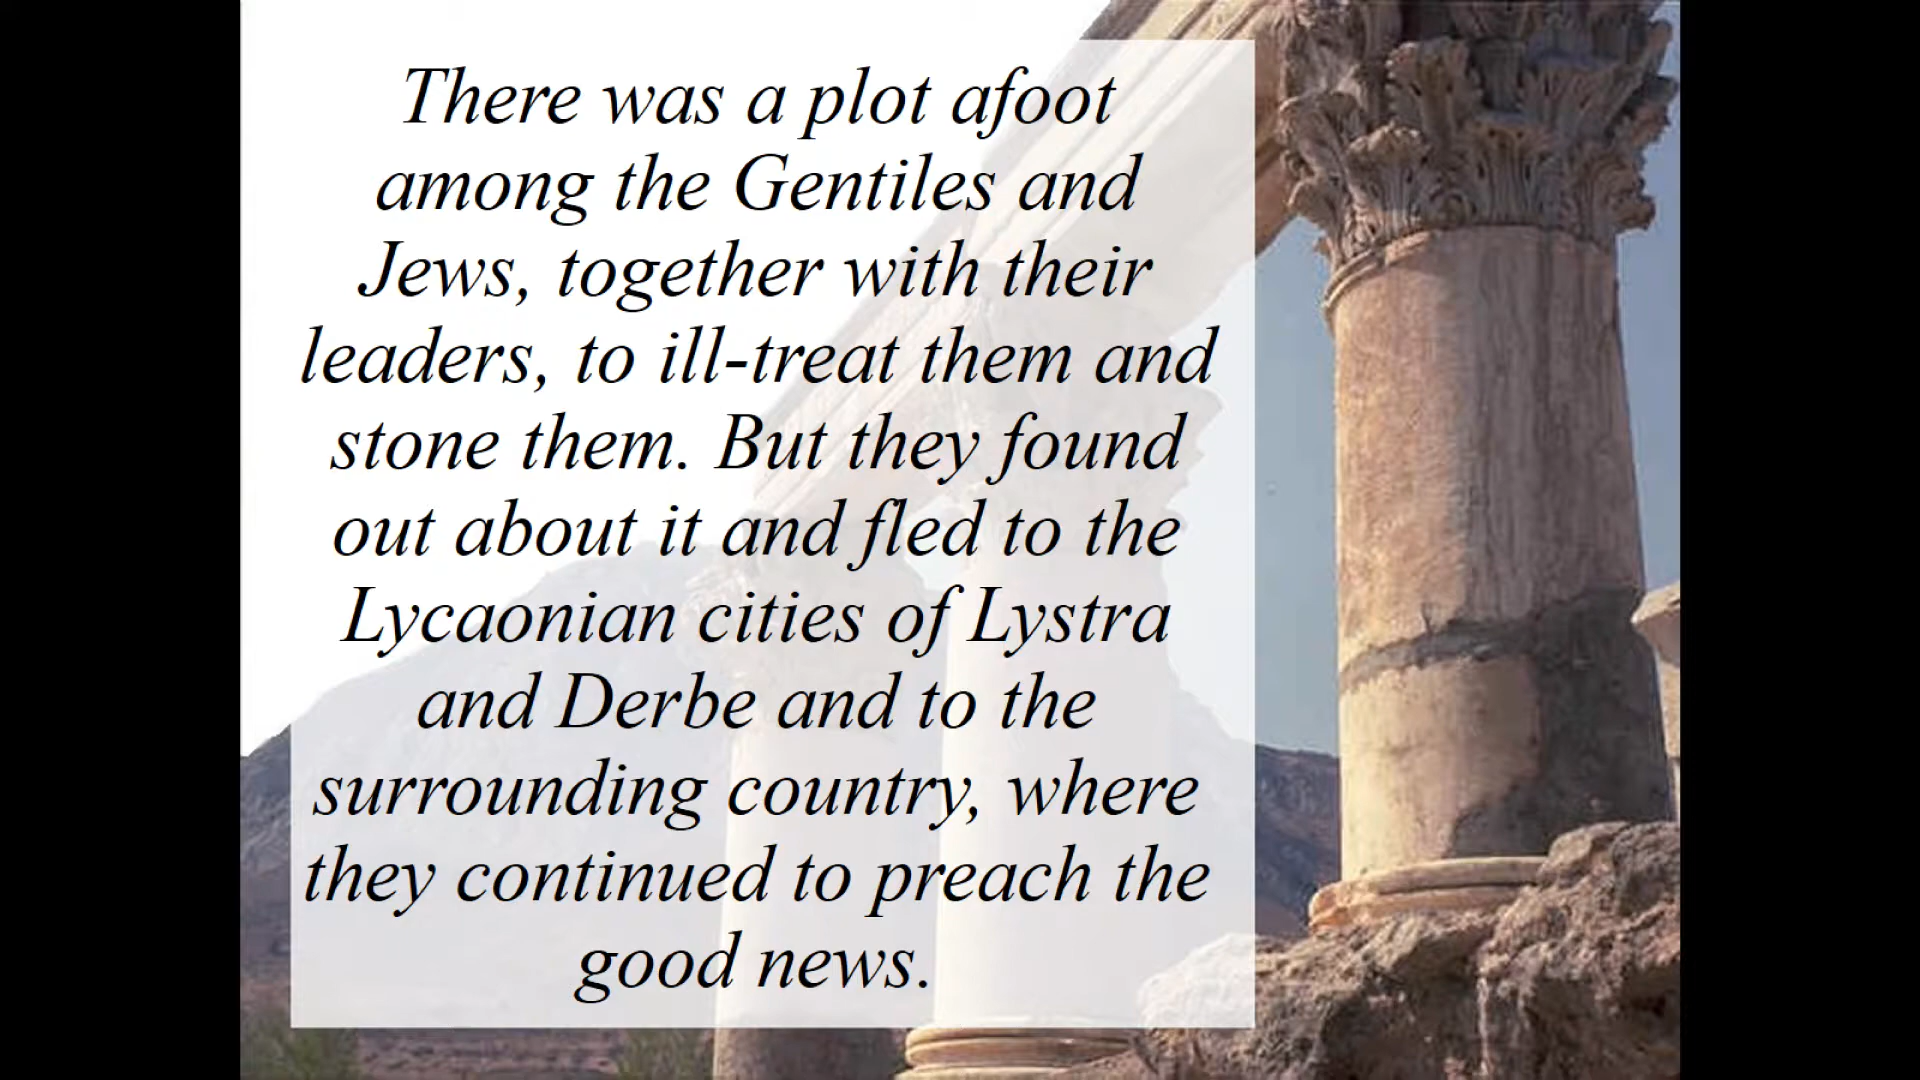 There was a plot afoot
among the Gentiles and
Jews, together with their
leaders, to ill-treat them and
stone them. But they found
out about it and fled to the
Lycaonian cities of Lystra
and Derbe and to the
surrounding country, where
they continued to preach the
good news.